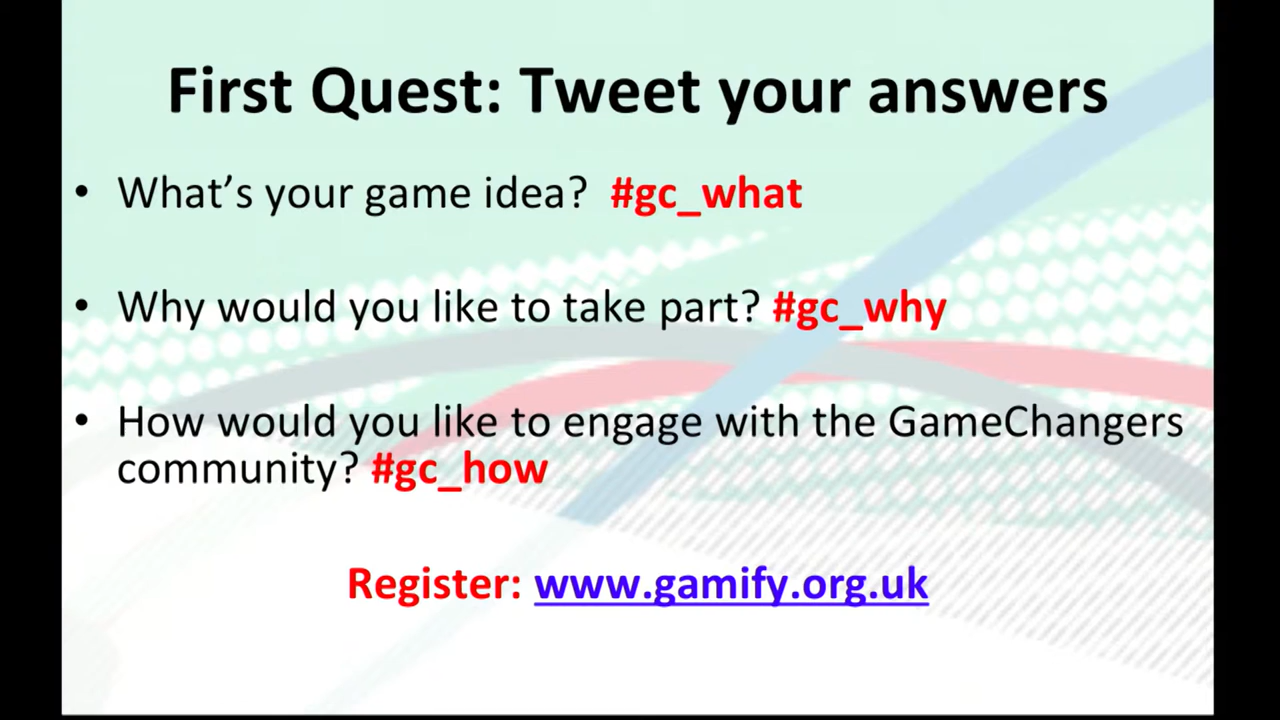 First Quest: Tweet your answers
• What’s your game idea? #gc_what
• Why would you like to take part? #gc_why
• How would you like to engage with the GameChangers
community? #gc_how
Register: www.gamify.org.uk